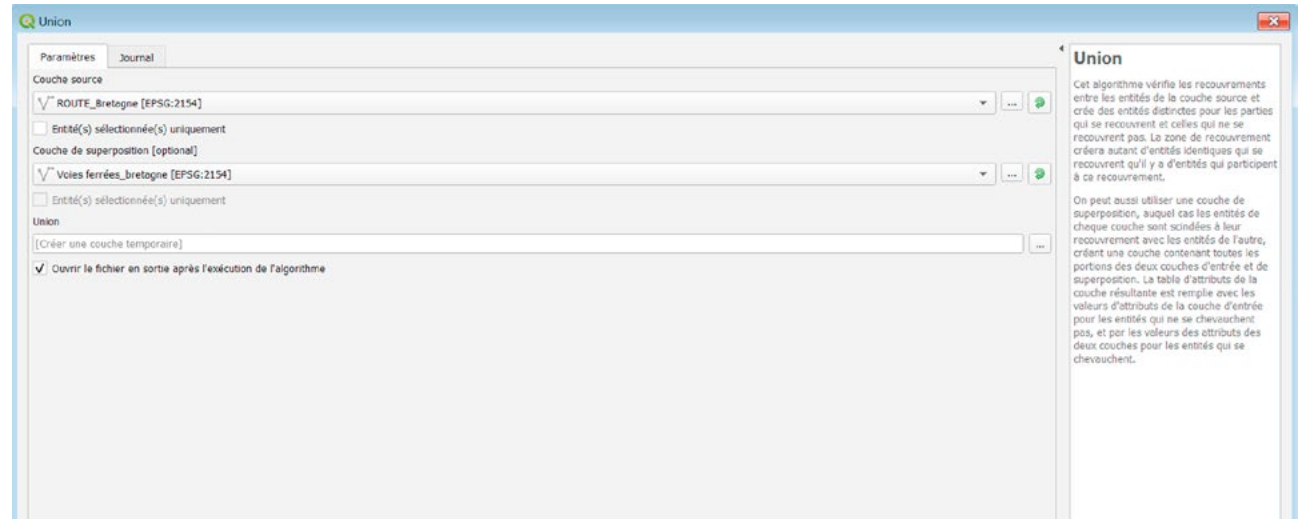 Union
Paramètres Journal
Couche source
ROUTE_Bretogne [EPSG:2154]
...
Entité(s) sélectionnée(s) uniquement
Couche de superposition [optional]
Voies ferrées_bretogne [EPSG:2154]
...
Entité(s) sélectionnée(s) uniquement
Union
[Créer une couche temporaire]
...
Ouvrir le fichier en sortie après l'exécution de l'algorithme
Union
Cet algorithme vérifie les recouvraments
entre les entités de la couche source et
crée des entités distinctes pour les parties
qui se recouvrent et celles qui ne se
recouvrent pas. La zone de recouvrement
créera autant d'entités identiques qui se
recouvrent qu'il y a d'entités qui participent
à ce recouvrement.
On peut aussi utiliser une couche de
superposition, auquel cas les entités de
cheque couche sont scindées à leur
recouvrement avec les entités de l'autre,
créant une couche contenant toutes les
portions des deux couches d'entrée et de
superposition. La table d'attributs de la
couche résultante est remplie avec les
valeurs d'attributs de la couche d'entrée
pour les entités qui ne se chevauchent
pas, et par les valeurs des attributs des
deux couches pour les entités qui se
chevauchent.